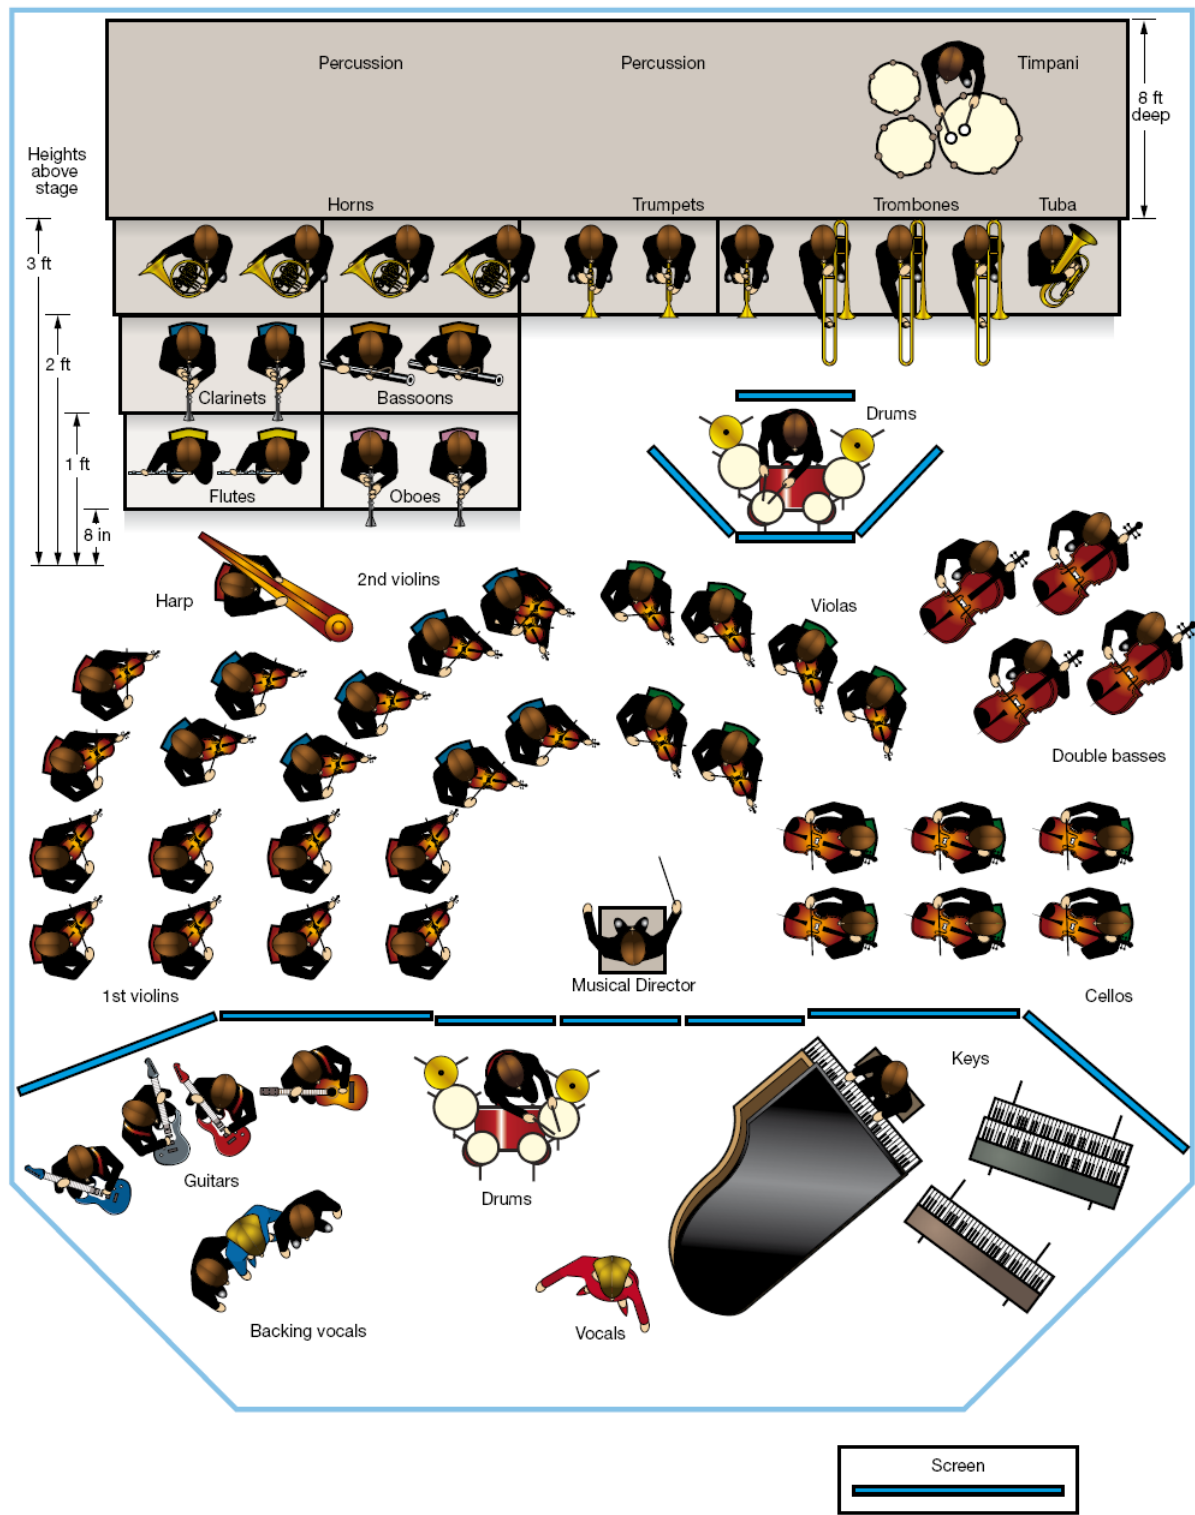 Percussion
Percussion
Timpani
8 ft
deep
Heights
above
stage
Horns
Trumpets
Trombones
Tuba
3 ft
2 ft
Clarinets
Bassoons
Drums
1 ft
Flutes
Oboes
8 in
2nd violins
Harp
Violas
Double basses
Musical Director
1st violins
Cellos
Keys
Guitars
Drums
Backing vocals
Vocals
Screen